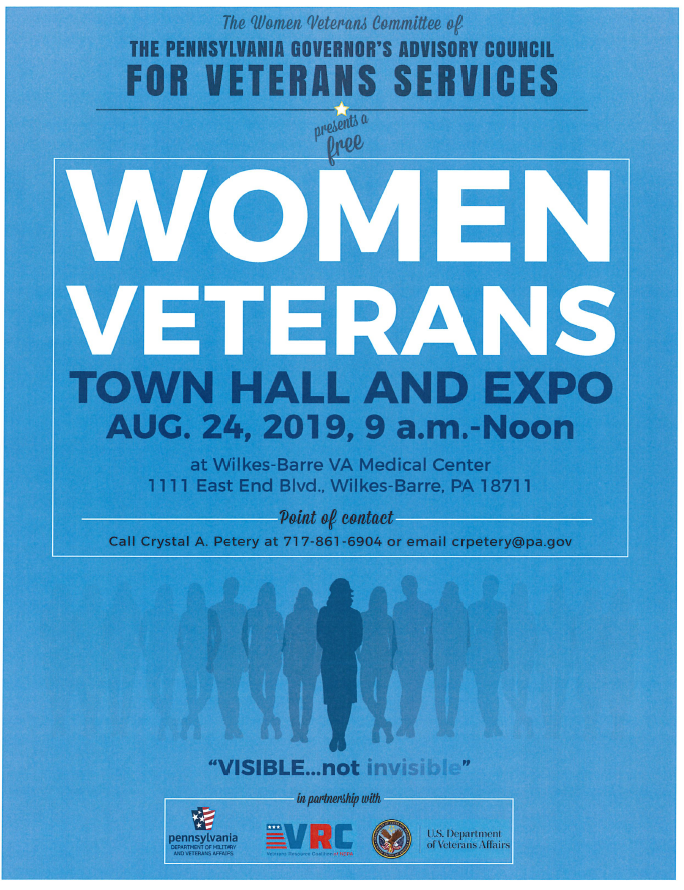 The Women Veterans Committee of
THE PENNSYLVANIA GOVERNOR'S ADVISORY COUNCIL
FOR VETERANS SERVICES
presents a
free
WOMEN
VETERANS
TOWN HALL AND EXPO
AUG. 24, 2019, 9 a.m.-Noon
at Wilkes-Barre VA Medical Center
1111 East End Blvd., Wilkes-Barre, PA 18711
Point of contact
Call Crystal A. Petery at 717-861-6904 or email crpetery@pa.gov
"VISIBLE...not invisible"
in partnership with
pennsylvania
DEPARTMENT OF MILITARY
AND VETERANS AFFAIRS
VRC
Veterans Resource
U.S. Department
of Veterans Affairs